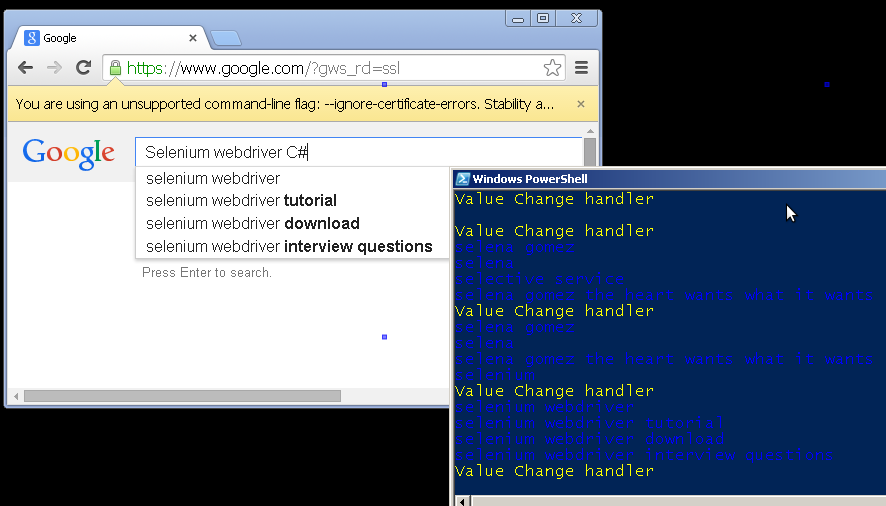 Google
https://www.google.com/?gws_rd=ssl
You are using an unsupported command-line flag: --ignore-certificate-errors. Stability a...
Google
Selenium webdriver C#
selenium webdriver
selenium webdriver tutorial
selenium webdriver download
selenium webdriver interview questions
Press Enter to search.
Windows PowerShell
Value Change handler
Value Change handler
selena gomez
selena
selective service
selena gomez the heart wants what it wants
Value Change handler
selena gomez
selena
selena gomez the heart wants what it wants
selenium
Value Change handler
selenium webdriver
selenium webdriver tutorial
selenium webdriver download
selenium webdriver interview questions
Value Change handler